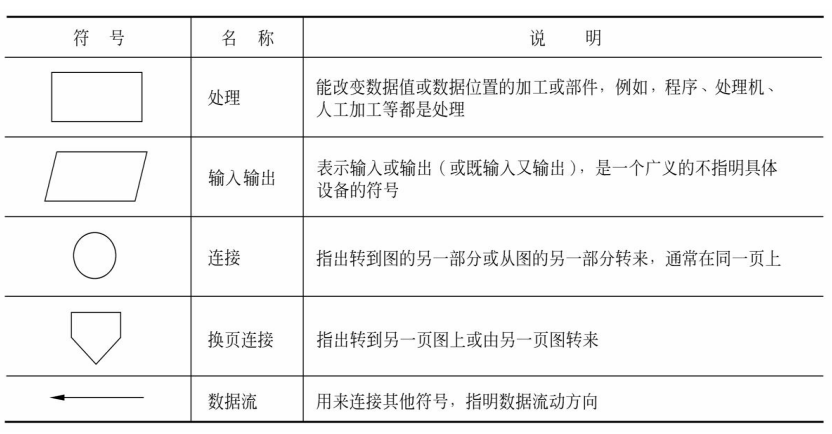 符 号 名 称 说 明
处理
能改变数据值或数据位置的加工或部件，例如，程序、处理机、
人工加工等都是处理
输入输出
表示输入或输出（或既输入又输出），是一个广义的不指明具体
设备的符号
连接
指出转到图的另一部分或从图的另一部分转来，通常在同一页上
换页连接
指出转到另一页图上或由另一页图转来
数据流
用来连接其他符号，指明数据流动方向